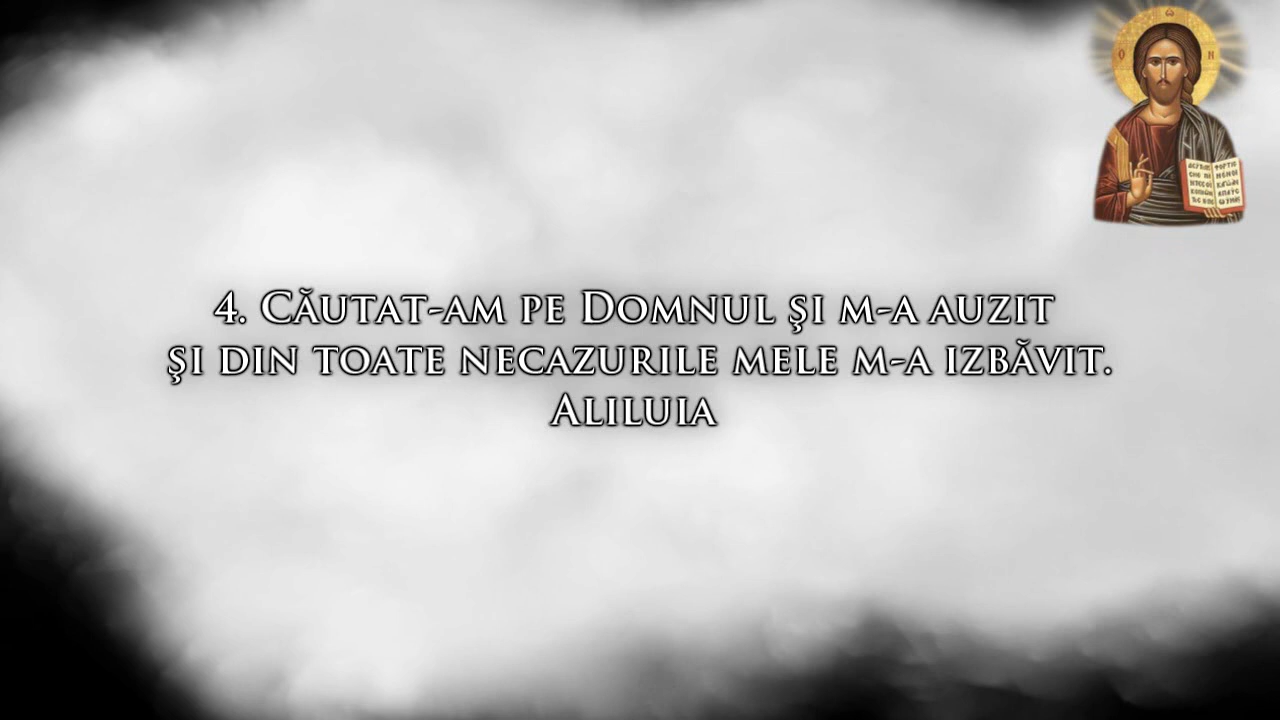 4. Căutat-am pe Domnul şi m-a auzit
şi din toate necazurile mele m-a izbăvit.
Aliluia